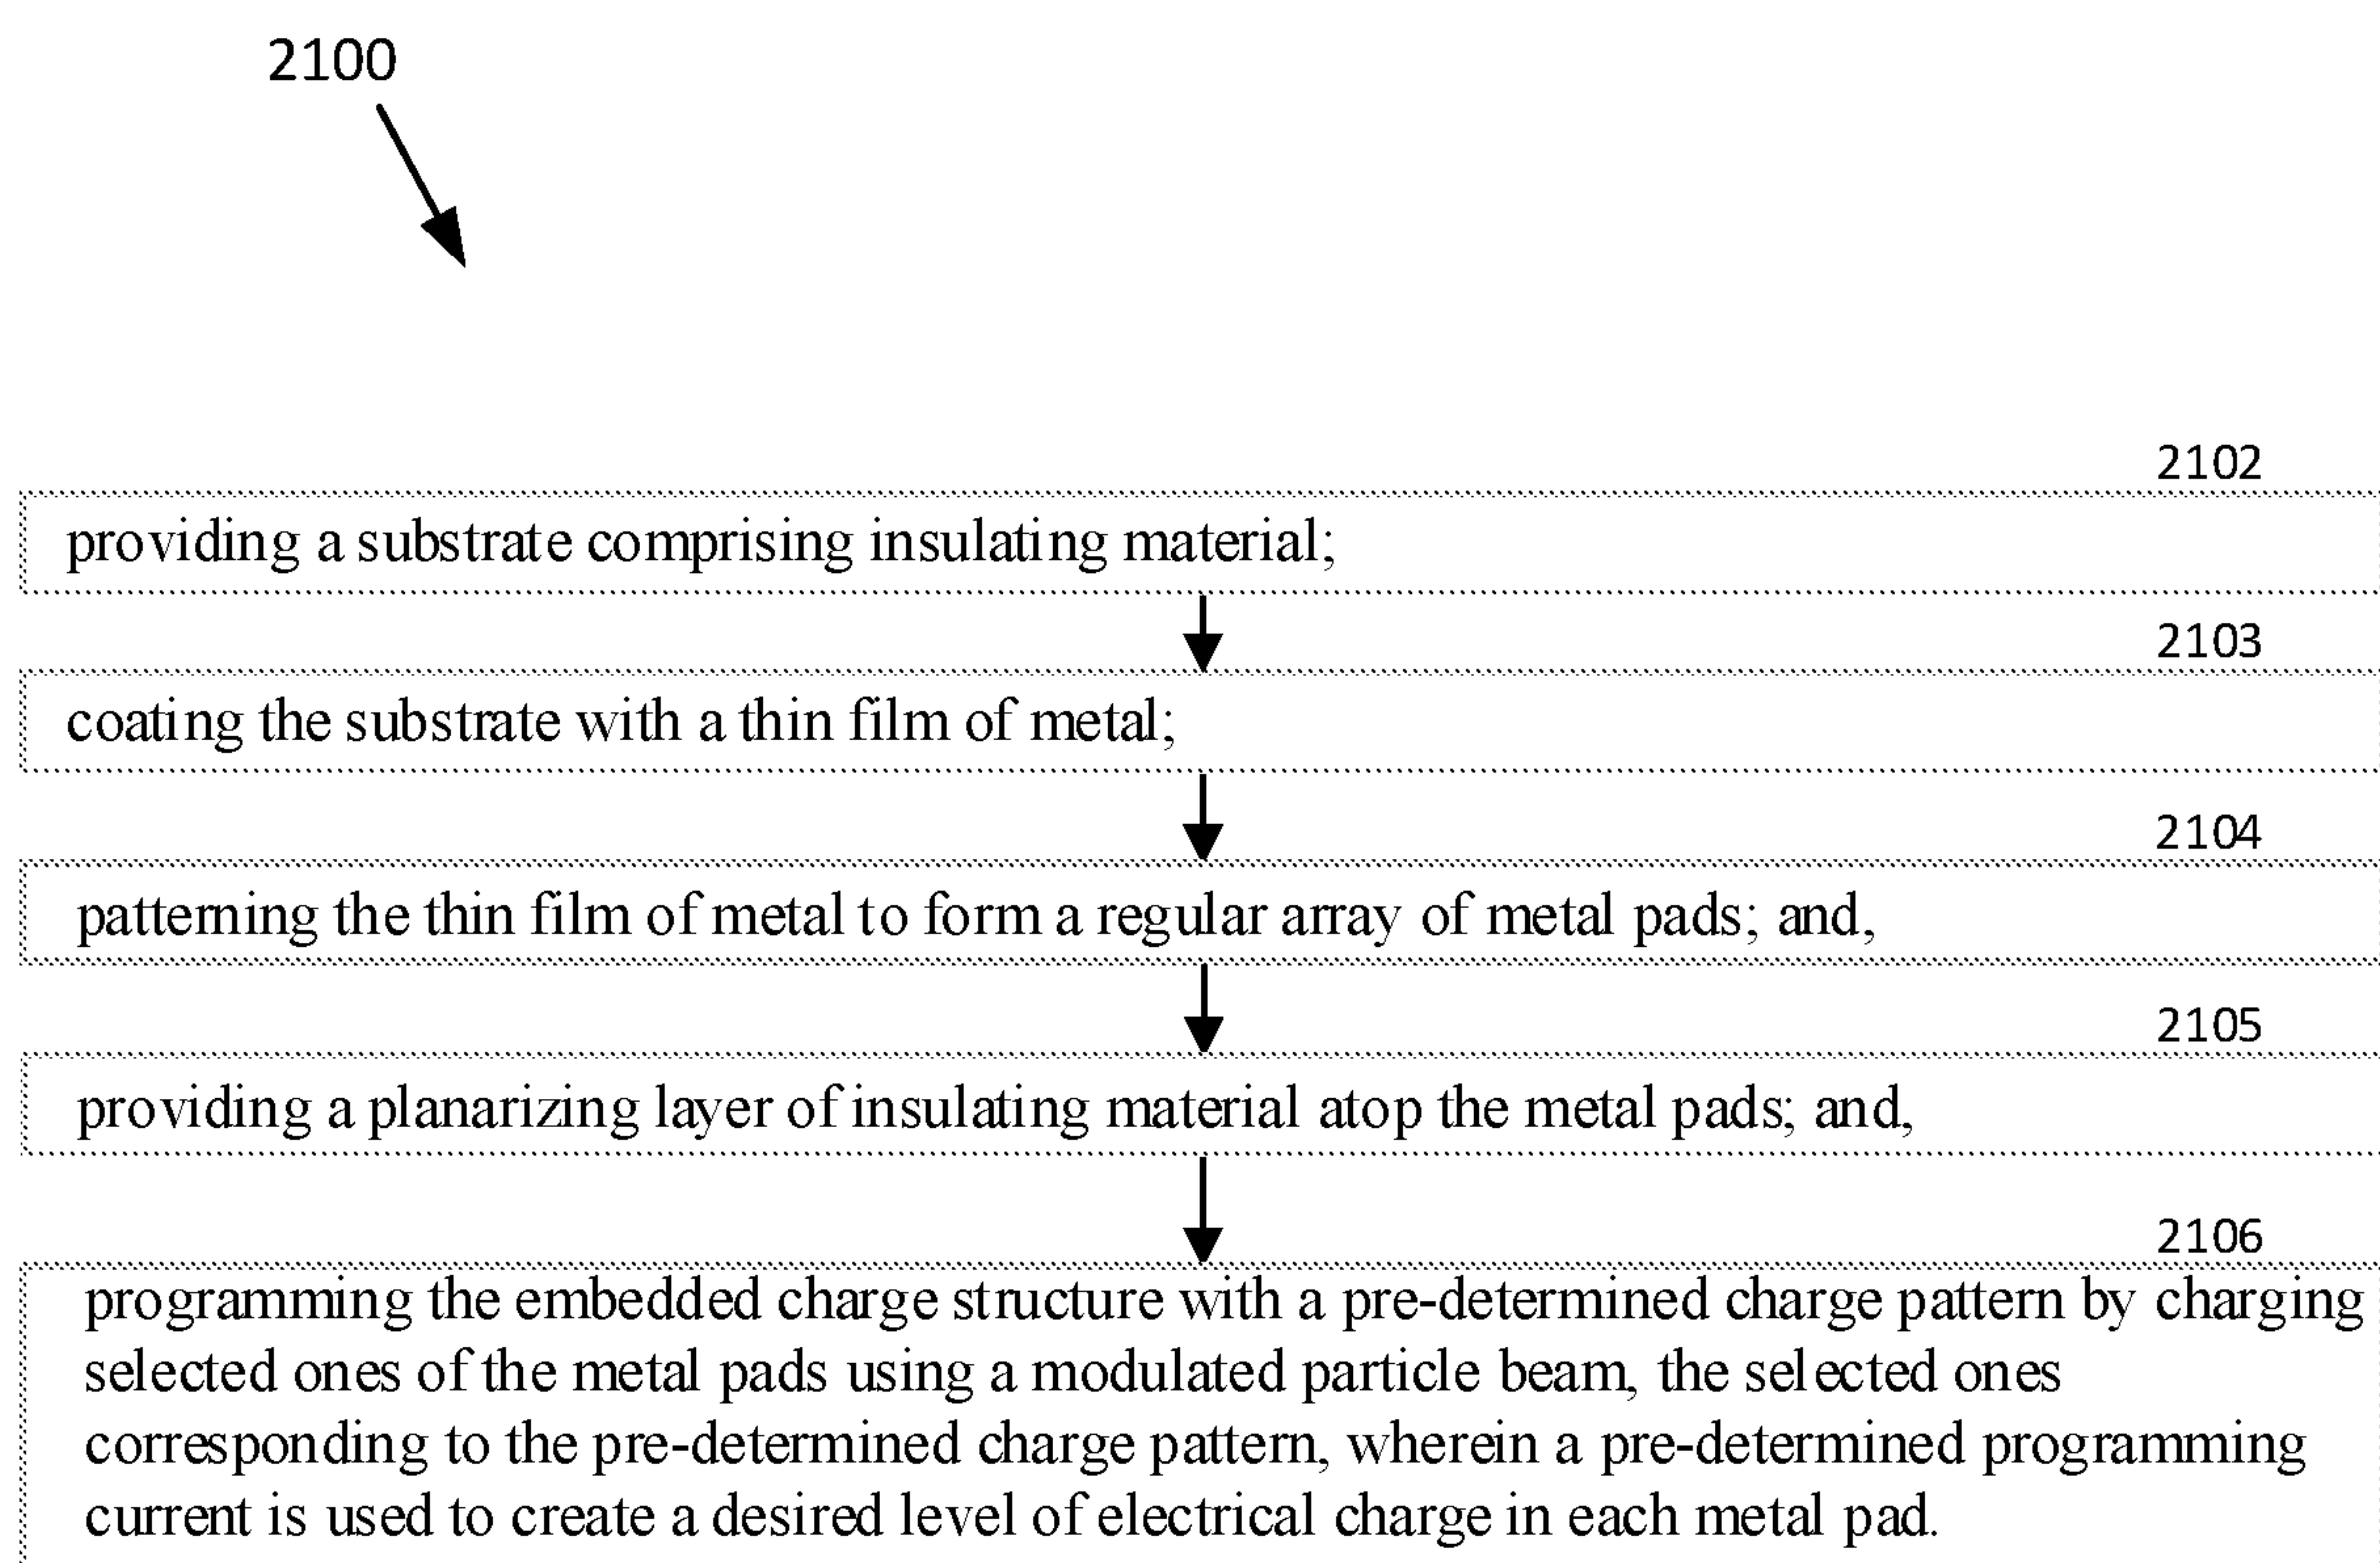 2100
2102
providing a substrate comprising insulating material;
2103
coating the substrate with a thin film of metal;
2104
patterning the thin film of metal to form a regular array of metal pads; and,
2105
providing a planarizing layer of insulating material atop the metal pads; and,
2106
programming the embedded charge structure with a pre-determined charge pattern by charging
selected ones of the metal pads using a modulated particle beam, the selected ones
corresponding to the pre-determined charge pattern, wherein a pre-determined programming
current is used to create a desired level of electrical charge in each metal pad.